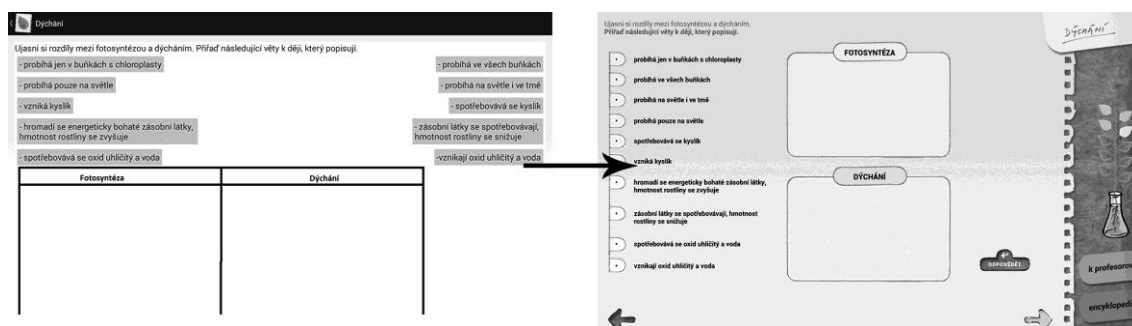 Dýchání
Ujasni si rozdíly mezi fotosyntézou a dýcháním. Přiřaď následující věty k ději, který popisují.
- probíhá jen v buňkách s chloroplasty
- probíhá ve všech buňkách
- probíhá pouze na světle
- probíhá na světle i ve tmě
- vzniká kyslík
- spotřebovává se kyslík
- hromadí se energeticky bohaté zásobní látky,
hmotnost rostliny se zvyšuje
- zásobní látky se spotřebovávají,
hmotnost rostliny se snižuje
- spotřebovává se oxid uhličitý a voda
-vznikají oxid uhličitý a voda
Fotosyntéza
Dýchání
Ujasni si rozdíly mezi fotosyntézou a dýcháním.
Přiřaď následující věty k ději, který popisují.
probíhá jen v buňkách s chloroplasty
probíhá ve všech buňkách
probíhá na světle i ve tmě
probíhá pouze na světle
spotřebovává se kyslík
vzniká kyslík
hromadí se energeticky bohaté zásobní látky,
hmotnost rostliny se zvyšuje
zásobní látky se spotřebovávají, hmotnost
rostliny se snižuje
spotřebovává se oxid uhličitý a voda
vznikají oxid uhličitý a voda
FOTOSYNTÉZA
DÝCHÁNÍ
ODPOVĚDĚT
DÝCHÁNÍ
k